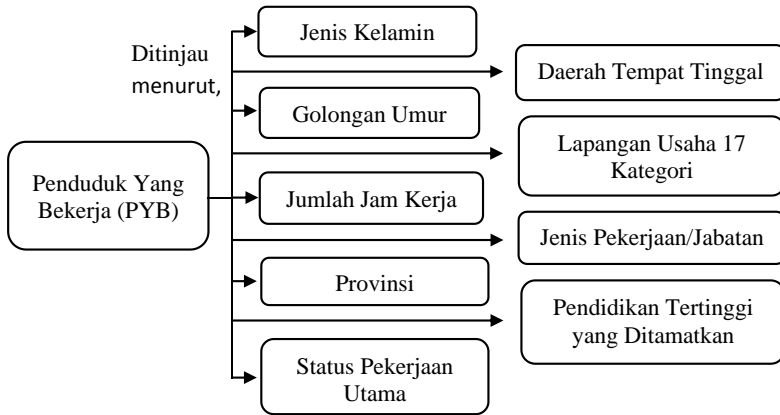 Jenis Kelamin
Ditinjau
menurut,
Daerah Tempat Tinggal
Golongan Umur
Lapangan Usaha 17
Kategori
Penduduk Yang
Bekerja (PYB)
Jumlah Jam Kerja
Jenis Pekerjaan/Jabatan
Provinsi
Pendidikan Tertinggi
yang Ditamatkan
Status Pekerjaan
Utama